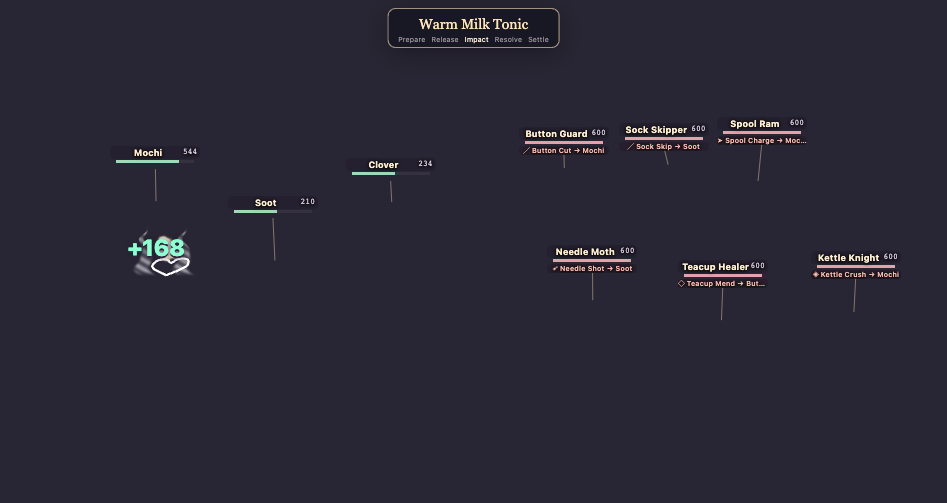 Warm Milk Tonic
Prepare Release Impact Resolve Settle
Mochi 544
+168
Soot 210
Clover 234
Button Guard 600
Button Cut → Mochi
Sock Skipper 600
Sock Skip → Soot
Spool Ram 600
Spool Charge → Moc...
Needle Moth 600
Needle Shot → Soot
Teacup Healer 600
Teacup Mend → But...
Kettle Knight 600
Kettle Crush → Mochi